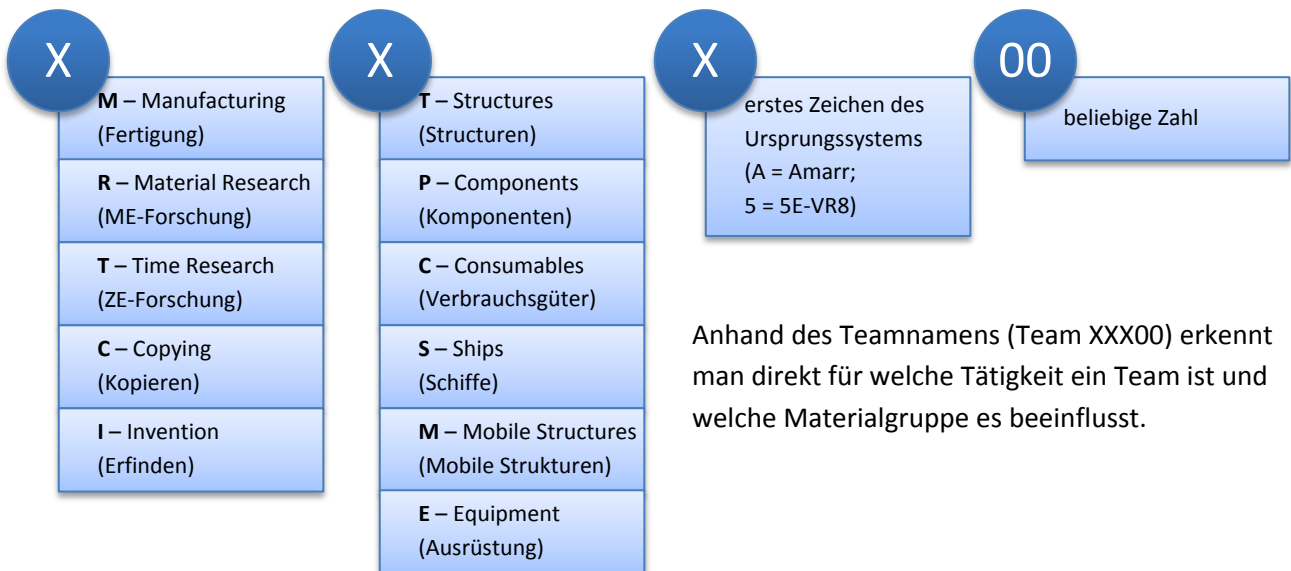 X
M – Manufacturing
(Fertigung)
R – Material Research
(ME-Forschung)
T – Time Research
(ZE-Forschung)
C – Copying
(Kopieren)
I – Invention
(Erfinden)
X
T – Structures
(Structuren)
P – Components
(Komponenten)
C – Consumables
(Verbrauchsgüter)
S – Ships
(Schiffe)
M – Mobile Structures
(Mobile Strukturen)
E – Equipment
(Ausrüstung)
X
erstes Zeichen des
Ursprungssystems
(A = Amarr;
5 = 5E-VR8)
00
beliebige Zahl
Anhand des Teamnamens (Team XXX00) erkennt
man direkt für welche Tätigkeit ein Team ist und
welche Materialgruppe es beeinflusst.